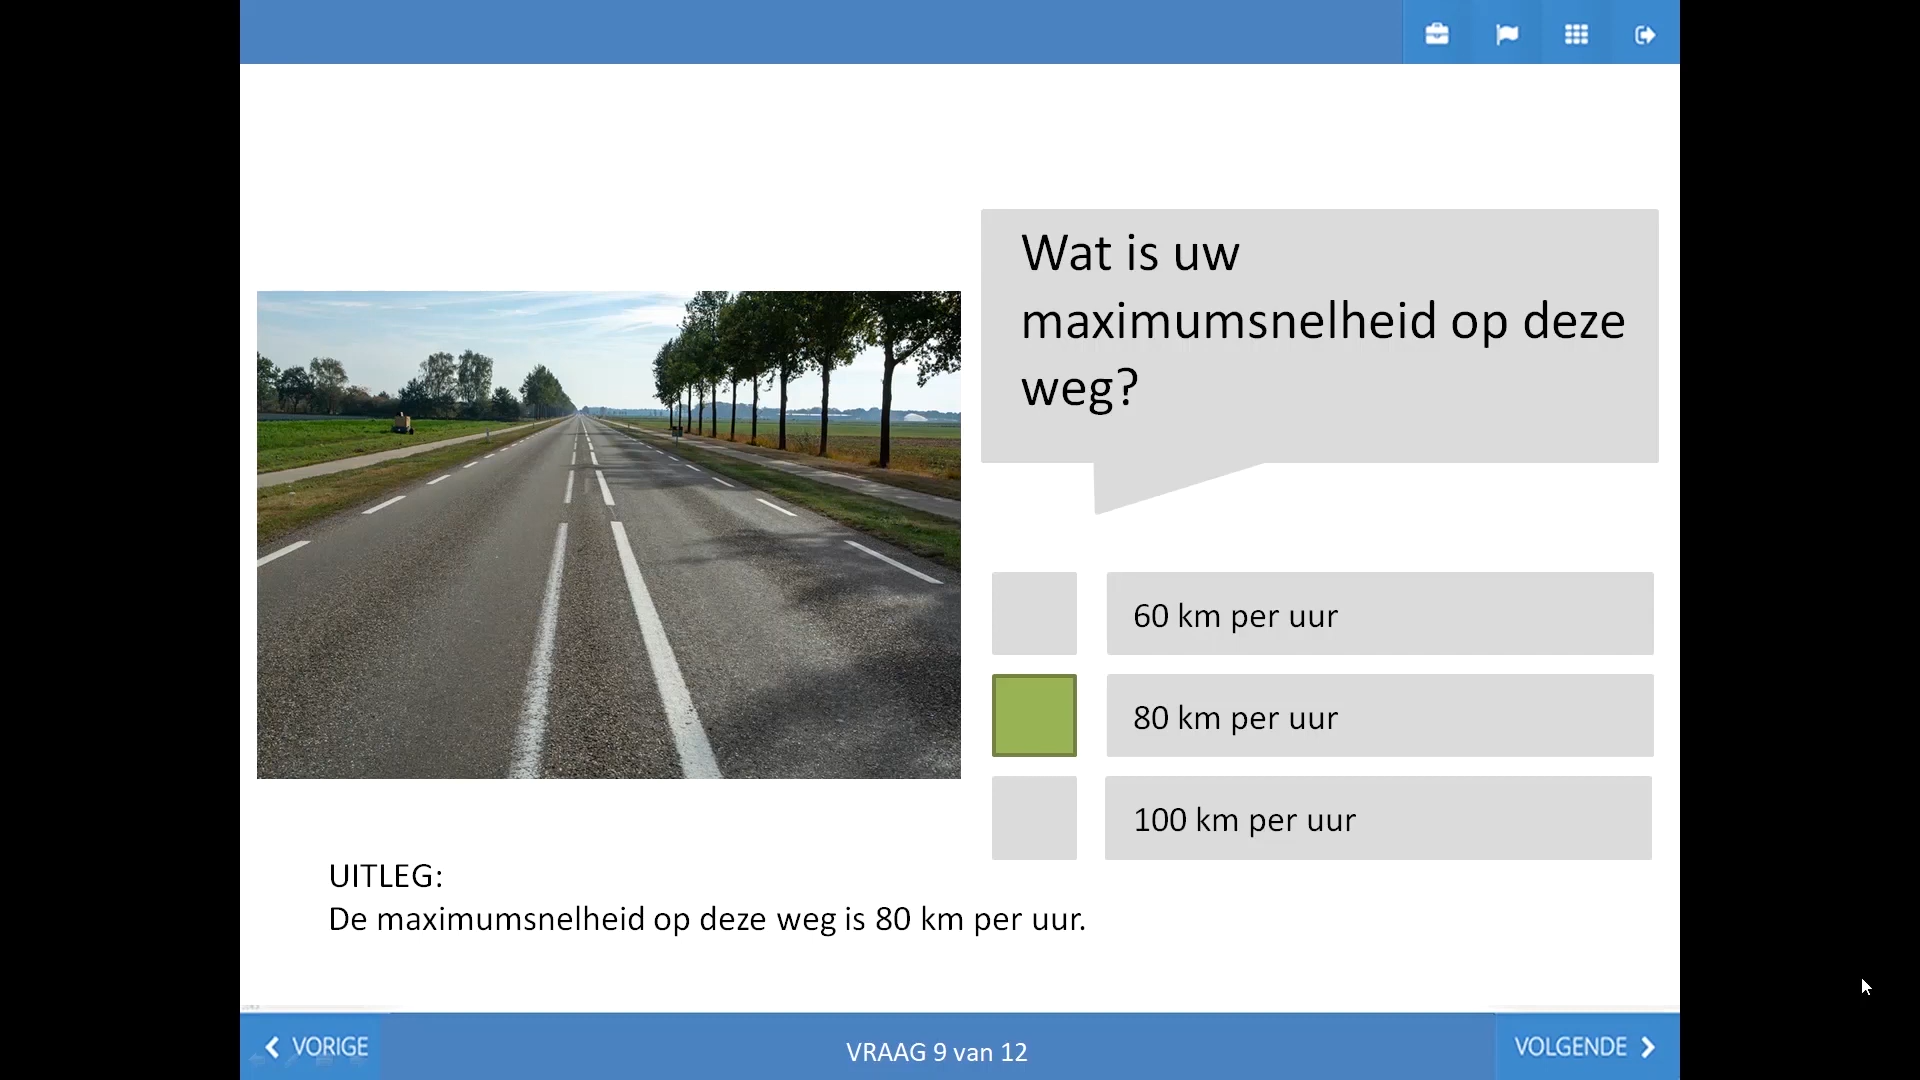 Wat is uw
maximumsnelheid op deze
weg?
60 km per uur
80 km per uur
100 km per uur
UITLEG:
De maximumsnelheid op deze weg is 80 km per uur.
VORIGE
VRAAG 9 van 12
VOLGENDE